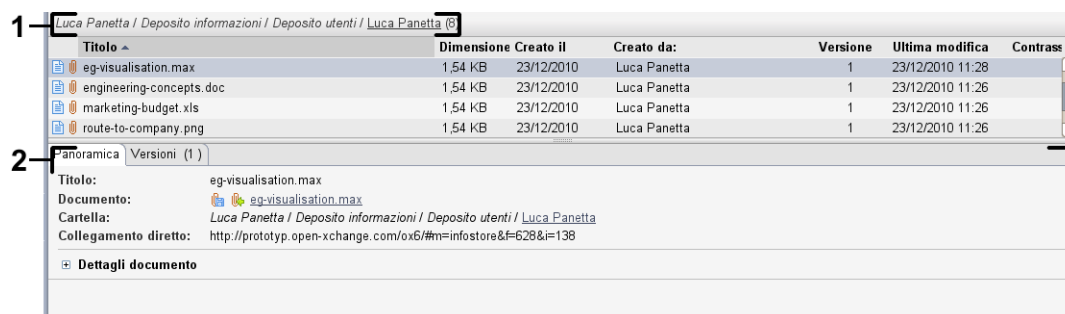 1
Luca Panetta / Deposito informazioni / Deposito utenti / Luca Panetta (8)
Titolo Dimensione Creato il Creato da: Versione Ultima modifica Contrass
eg-visualisation.max 1,54 KB 23/12/2010 Luca Panetta 1 23/12/2010 11:28
engineering-concepts.doc 1,54 KB 23/12/2010 Luca Panetta 1 23/12/2010 11:26
marketing-budget.xls 1,54 KB 23/12/2010 Luca Panetta 1 23/12/2010 11:26
route-to-company.png 1,54 KB 23/12/2010 Luca Panetta 1 23/12/2010 11:26
2
Panoramica Versioni (1 )
Titolo: eg-visualisation.max
Documento: eg-visualisation.max
Cartella: Luca Panetta / Deposito informazioni / Deposito utenti / Luca Panetta
Collegamento diretto: http://prototyp.open-xchange.com/ox6/#m=infostore&f=628&i=138
Dettagli documento